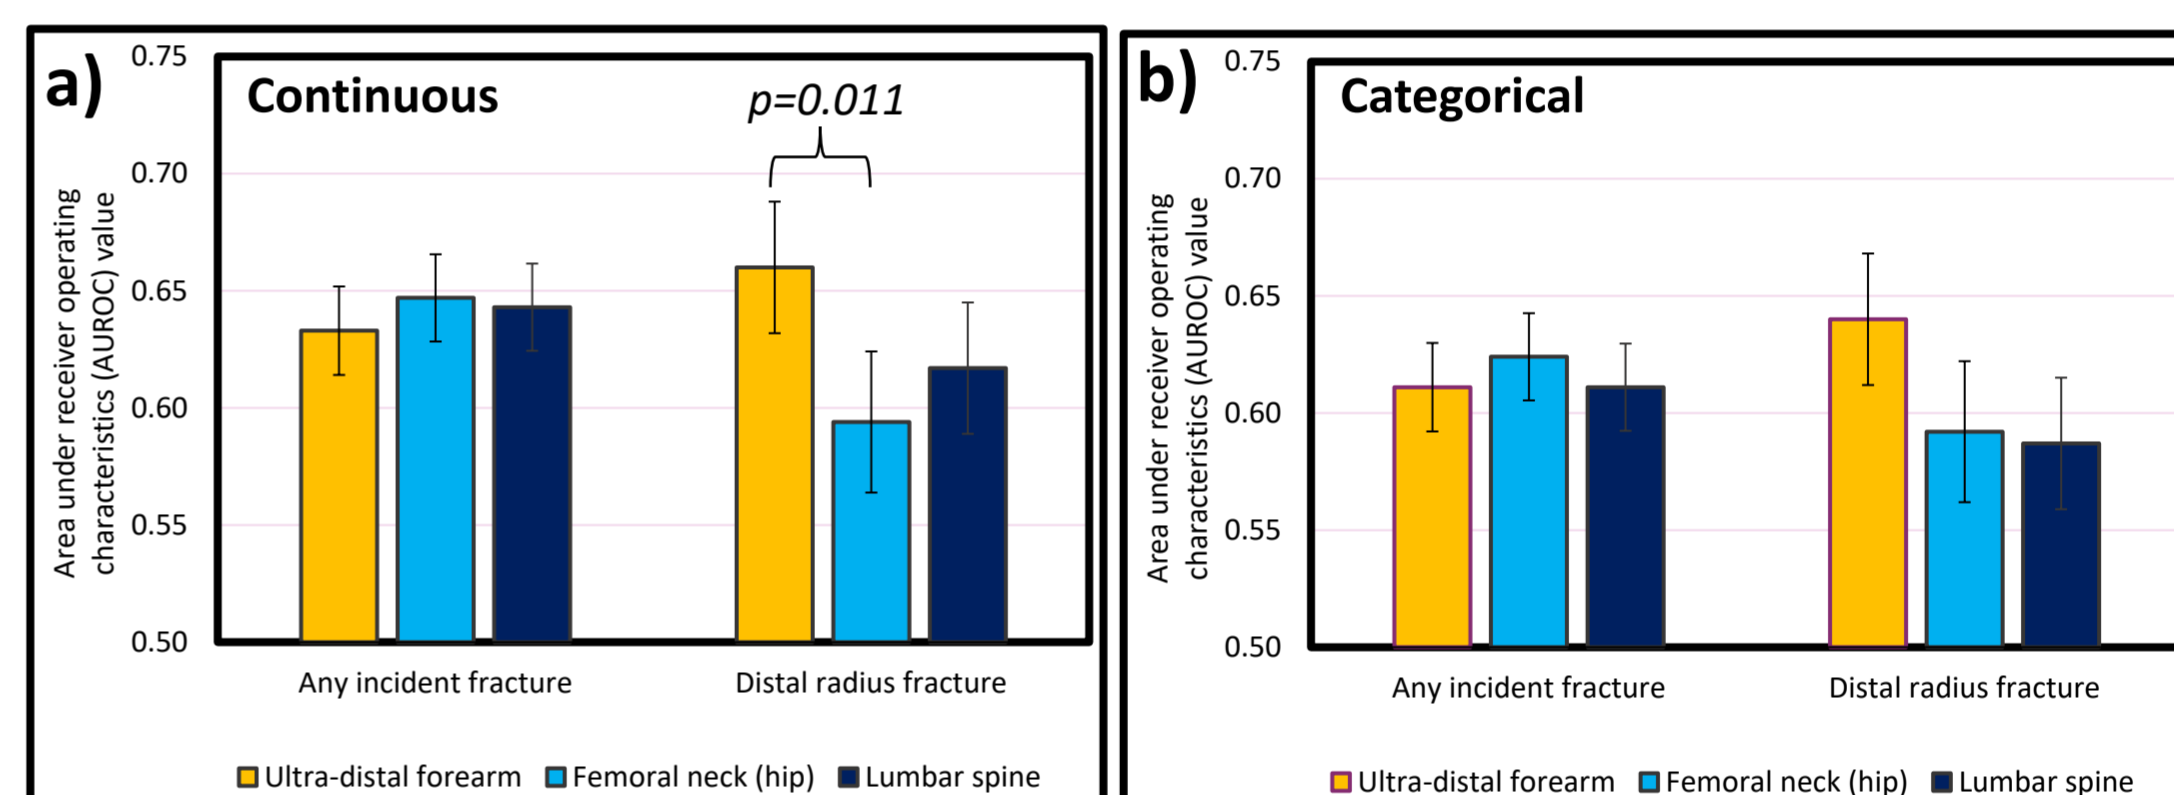 a)
Continuous
p=0.011
0.75
0.70
0.65
0.60
0.55
0.50
Area under receiver operating
characteristics (AUROC) value
Any incident fracture
Distal radius fracture
Ultra-distal forearm
Femoral neck (hip)
Lumbar spine
b)
Categorical
0.75
0.70
0.65
0.60
0.55
0.50
Area under receiver operating
characteristics (AUROC) value
Any incident fracture
Distal radius fracture
Ultra-distal forearm
Femoral neck (hip)
Lumbar spine